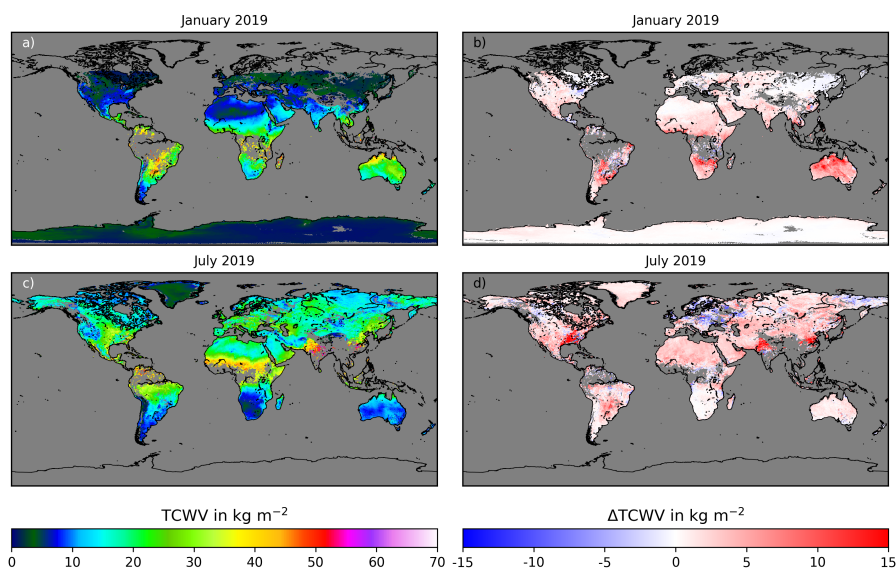 January 2019
January 2019
a)
b)
July 2019
July 2019
c)
d)
TCWV in kg m⁻²
ΔTCWV in kg m⁻²
0 10 20 30 40 50 60 70
-15 -10 -5 0 5 10 15